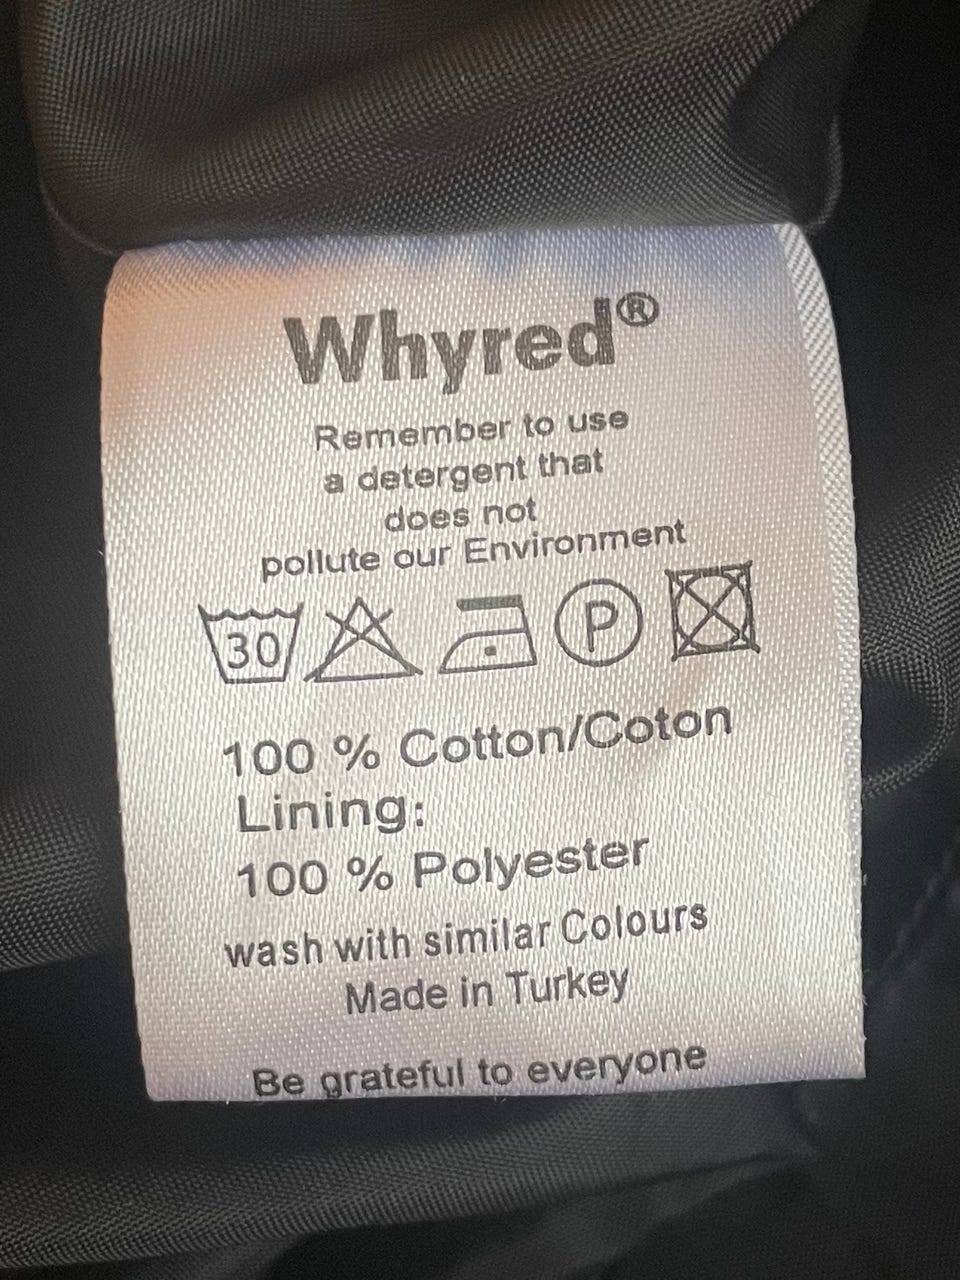 Whyred®
Remember to use
a detergent that
does not
pollute our Environment
30 P
100 % Cotton/Coton
Lining:
100 % Polyester
wash with similar Colours
Made in Turkey
Be grateful to everyone